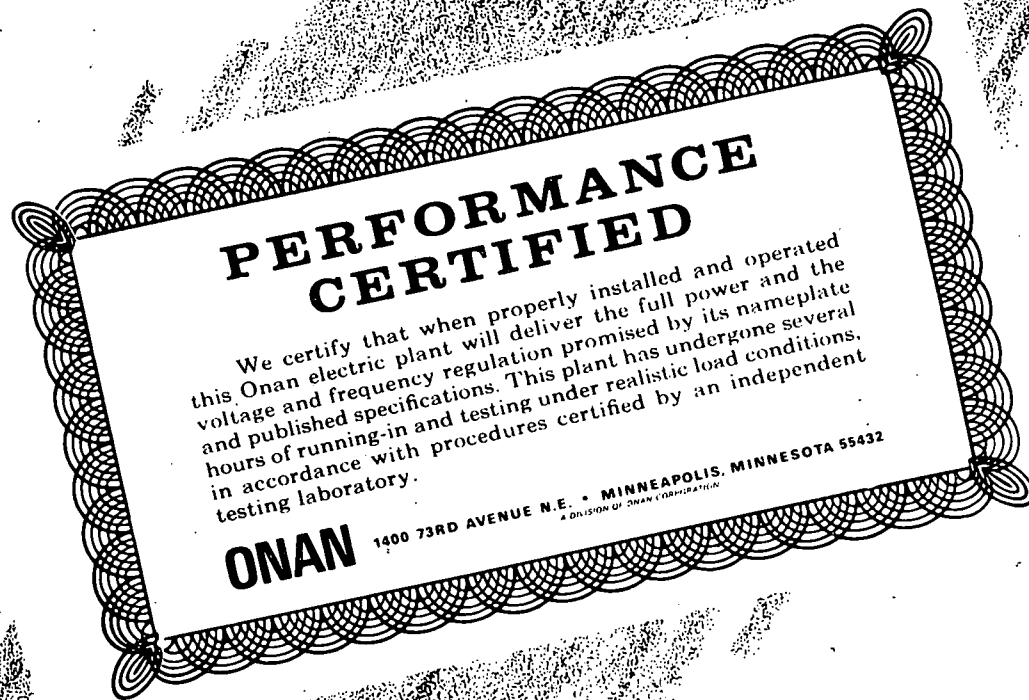 PERFORMANCE
CERTIFIED
We certify that when properly installed and operated
this Onan electric plant will deliver the full power and the
voltage and frequency regulation promised by its nameplate
and published specifications. This plant has undergone several
hours of running-in and testing under realistic load conditions,
in accordance with procedures certified by an independent
testing laboratory.
ONAN 1400 73RD AVENUE N.E. • MINNEAPOLIS, MINNESOTA 55432
A DIVISION OF ONAN CORPORATION